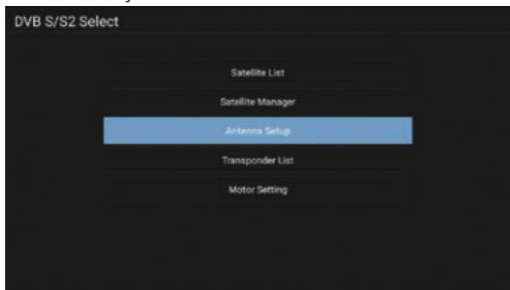 DVB S/S2 Select
Satellite List
Satellite Manager
Antenna Setup
Transponder List
Motor Setting